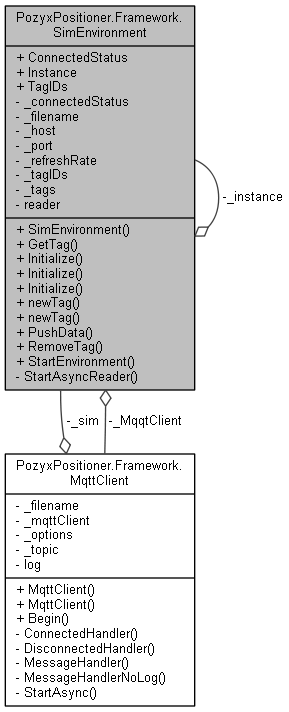 PozyxPositioner.Framework.
SimEnvironment
+ ConnectedStatus
+ Instance
+ TagIDs
- _connectedStatus
- _filename
- _host
- _port
- _refreshRate
- _tagIDs
- _tags
- reader
+ SimEnvironment()
+ GetTag()
+ Initialize()
+ Initialize()
+ Initialize()
+ newTag()
+ newTag()
+ PushData()
+ RemoveTag()
+ StartEnvironment()
- StartAsyncReader()
-_instance
-_sim
-_MqqtClient
PozyxPositioner.Framework.
MqttClient
- _filename
- _mqttClient
- _options
- _topic
- log
+ MqttClient()
+ MqttClient()
+ Begin()
- ConnectedHandler()
- DisconnectedHandler()
- MessageHandler()
- MessageHandlerNoLog()
- StartAsync()